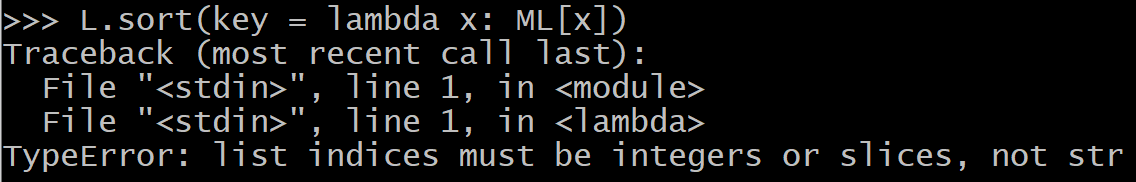 >>> L.sort(key = lambda x: ML[x])
Traceback (most recent call last):
  File "<stdin>", line 1, in <module>
  File "<stdin>", line 1, in <lambda>
TypeError: list indices must be integers or slices, not str